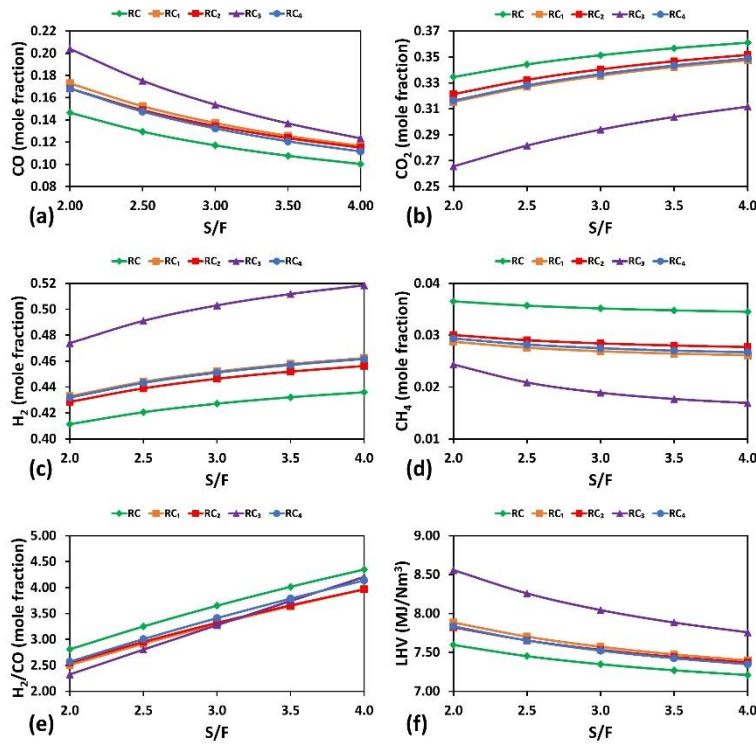 RC RC₁ RC₂ RC₃ RC₄
CO (mole fraction)
0.22
0.20
0.18
0.16
0.14
0.12
0.10
0.08
2.00 2.50 3.00 3.50 4.00
(a)
S/F
RC RC₁ RC₂ RC₃ RC₄
CO₂ (mole fraction)
0.37
0.35
0.33
0.31
0.29
0.27
0.25
2.0 2.5 3.0 3.5 4.0
(b)
S/F
RC RC₁ RC₂ RC₃ RC₄
H₂ (mole fraction)
0.52
0.50
0.48
0.46
0.44
0.42
0.40
2.0 2.5 3.0 3.5 4.0
(c)
S/F
RC RC₁ RC₂ RC₃ RC₄
CH₄ (mole fraction)
0.04
0.03
0.02
0.01
2.0 2.5 3.0 3.5 4.0
(d)
S/F
RC RC₁ RC₂ RC₃ RC₄
H₂/CO (mole fraction)
5.00
4.50
4.00
3.50
3.00
2.50
2.00
2.0 2.5 3.0 3.5 4.0
(e)
S/F
RC RC₁ RC₂ RC₃ RC₄
LHV (MJ/Nm³)
9.00
8.50
8.00
7.50
7.00
2.0 2.5 3.0 3.5 4.0
(f)
S/F